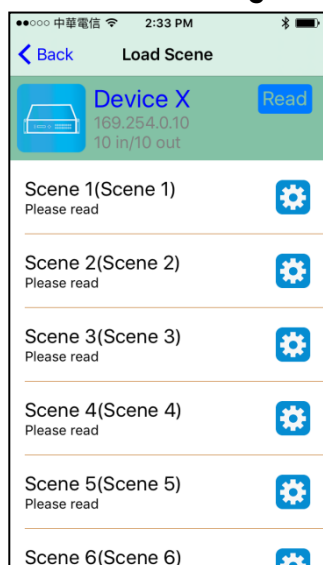 中華電信 2:33 PM
Back Load Scene
Device X
Read
169.254.0.10
10 in/10 out
Scene 1(Scene 1)
Please read
Scene 2(Scene 2)
Please read
Scene 3(Scene 3)
Please read
Scene 4(Scene 4)
Please read
Scene 5(Scene 5)
Please read
Scene 6(Scene 6)